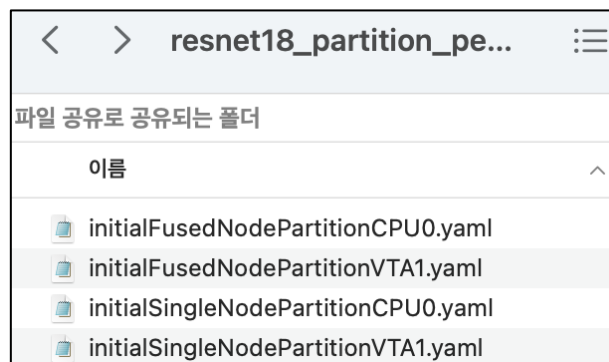 resnet18_partition_pe...
파일 공유로 공유되는 폴더
이름
initialFusedNodePartitionCPU0.yaml
initialFusedNodePartitionVTA1.yaml
initialSingleNodePartitionCPU0.yaml
initialSingleNodePartitionVTA1.yaml